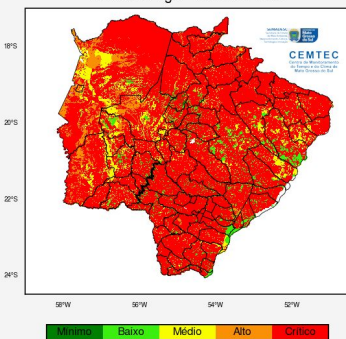 CEMTEC
Centro de Monitoramento
do Tempo e do Clima de
Mato Grosso do Sul
18°S
20°S
22°S
24°S
58°W 56°W 54°W 52°W
Mínimo Baixo Médio Alto Crítico